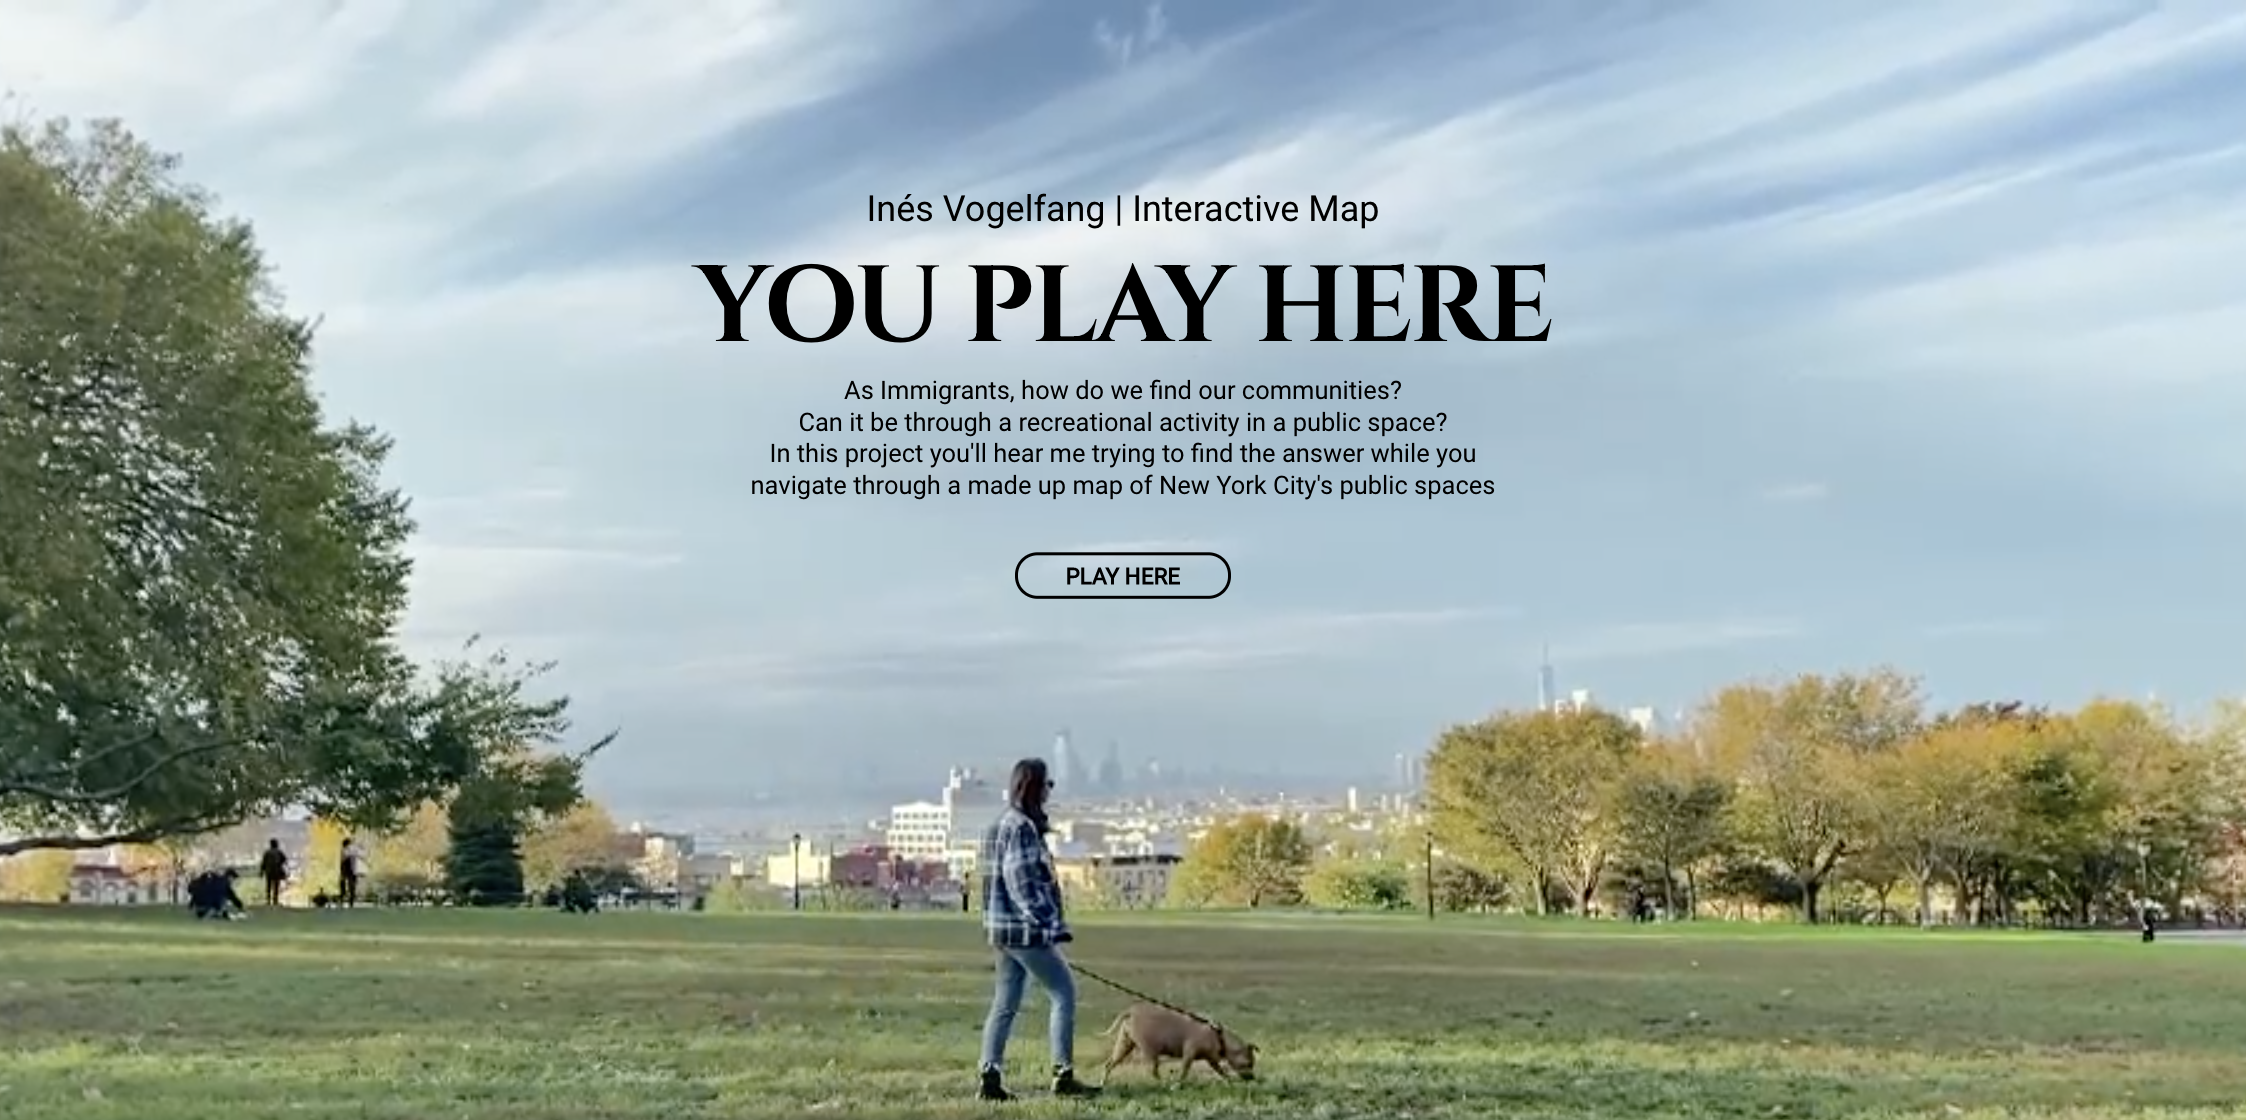 Inés Vogelfang | Interactive Map
YOU PLAY HERE
As Immigrants, how do we find our communities?
Can it be through a recreational activity in a public space?
In this project you'll hear me trying to find the answer while you
navigate through a made up map of New York City's public spaces
PLAY HERE